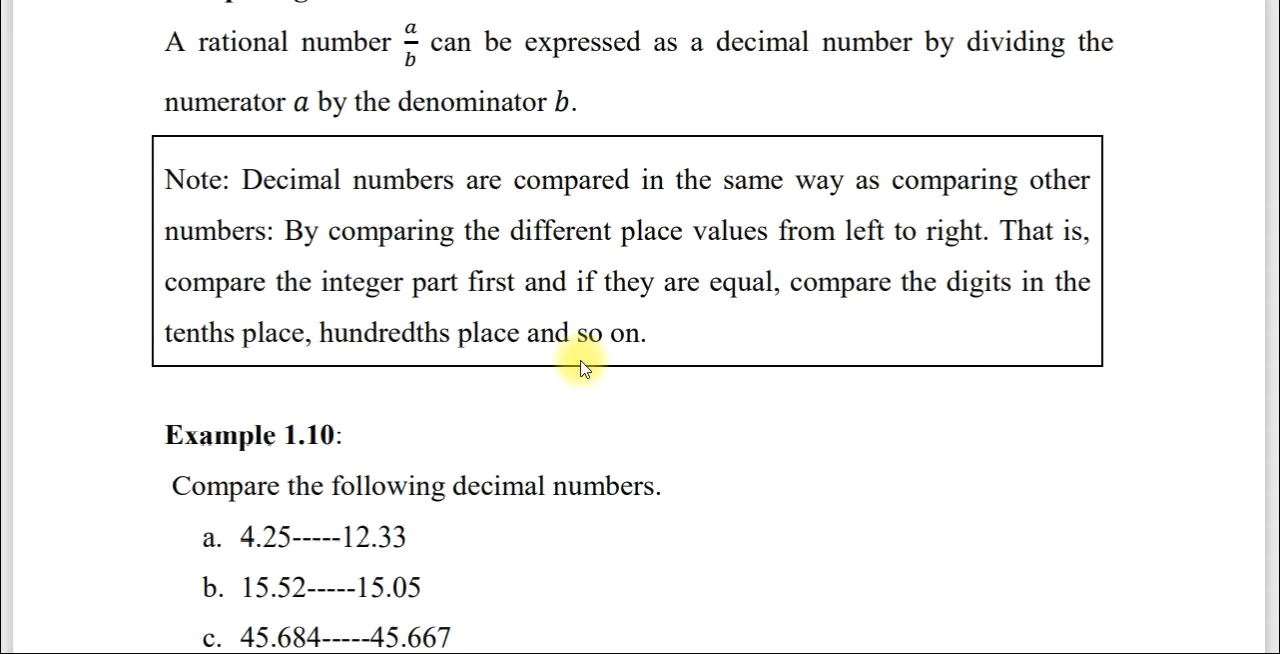 A rational number a/b can be expressed as a decimal number by dividing the
numerator a by the denominator b.
Note: Decimal numbers are compared in the same way as comparing other
numbers: By comparing the different place values from left to right. That is,
compare the integer part first and if they are equal, compare the digits in the
tenths place, hundredths place and so on.
Example 1.10:
Compare the following decimal numbers.
a. 4.25-----12.33
b. 15.52-----15.05
c. 45.684-----45.667